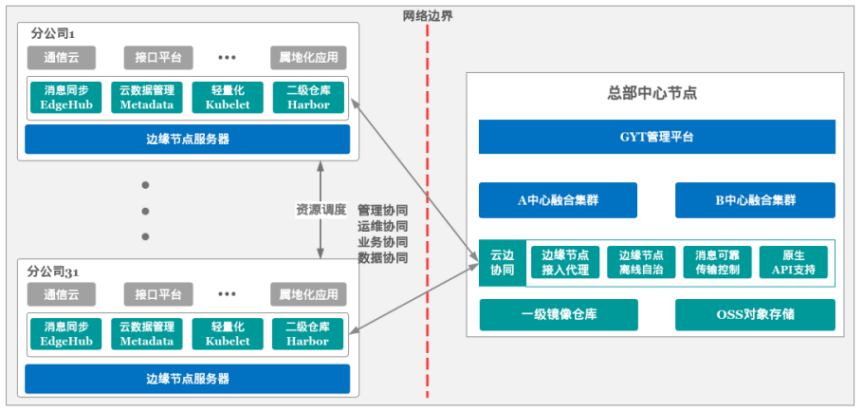 网络边界
分公司1
通信云
接口平台
•••
属地化应用
消息同步
EdgeHub
云数据管理
Metadata
轻量化
Kubelet
二级仓库
Harbor
边缘节点服务器
资源调度
管理协同
运维协同
业务协同
数据协同
分公司31
通信云
接口平台
•••
属地化应用
消息同步
EdgeHub
云数据管理
Metadata
轻量化
Kubelet
二级仓库
Harbor
边缘节点服务器
总部中心节点
GYT管理平台
A中心融合集群
B中心融合集群
云边
协同
边缘节点
接入代理
边缘节点
离线自治
消息可靠
传输控制
原生
API支持
一级镜像仓库
OSS对象存储